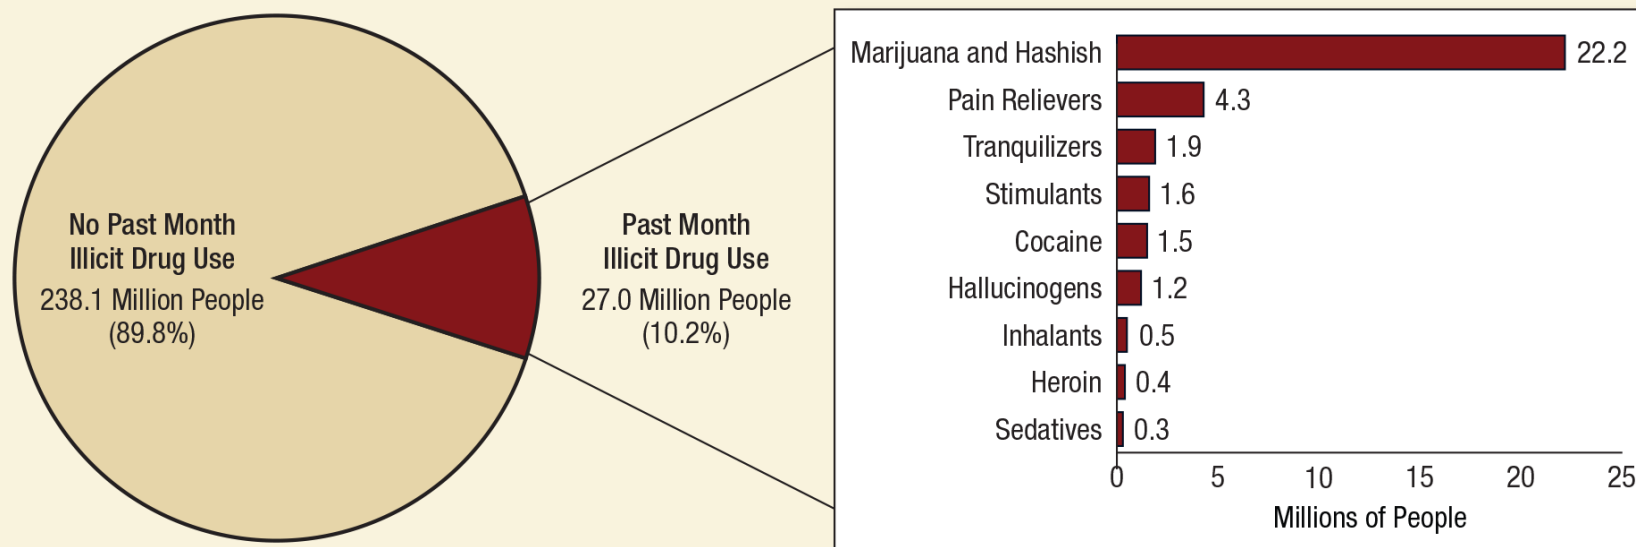 No Past Month
Illicit Drug Use
238.1 Million People
(89.8%)
Past Month
Illicit Drug Use
27.0 Million People
(10.2%)
Marijuana and Hashish 22.2
Pain Relievers 4.3
Tranquilizers 1.9
Stimulants 1.6
Cocaine 1.5
Hallucinogens 1.2
Inhalants 0.5
Heroin 0.4
Sedatives 0.3
0 5 10 15 20 25
Millions of People